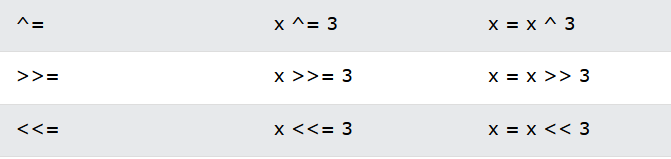 ^= x ^= 3 x = x ^ 3
>>= x >>= 3 x = x >> 3
<<= x <<= 3 x = x << 3